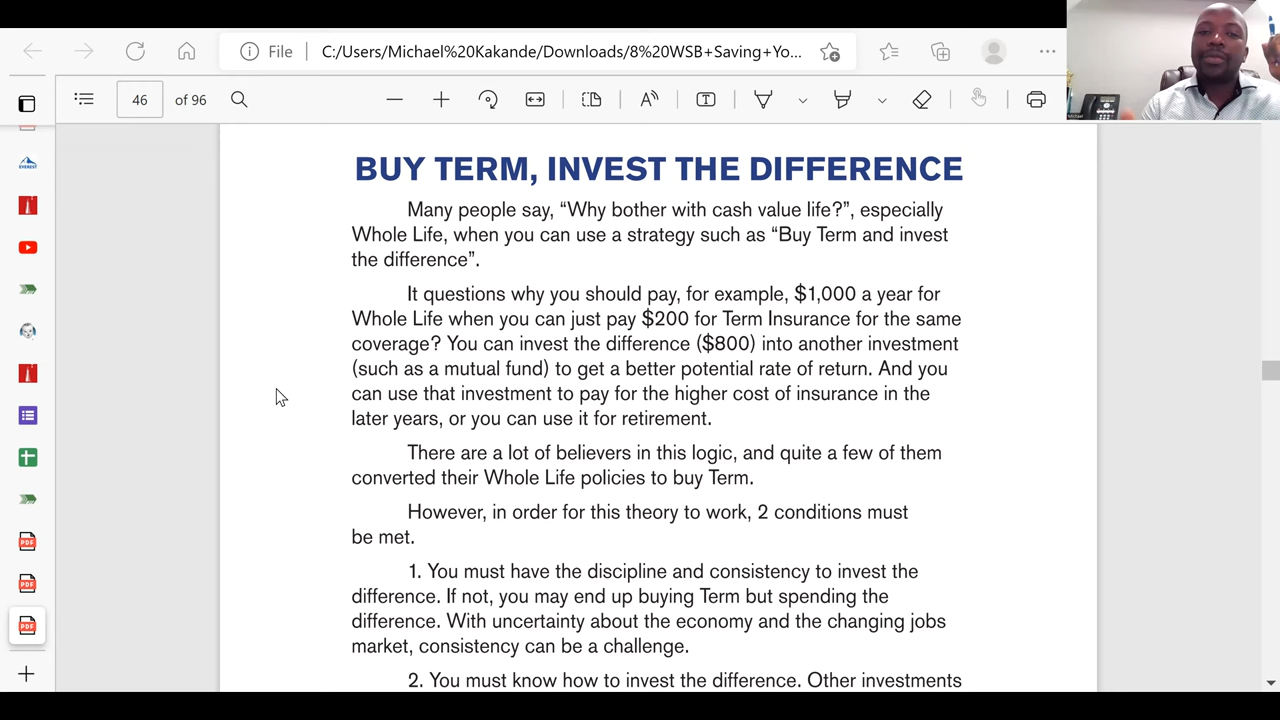 File
C:/Users/Michael%20Kakande/Downloads/8%20WSB+Saving+Yo...
46 of 96
BUY TERM, INVEST THE DIFFERENCE
Many people say, “Why bother with cash value life?”, especially
Whole Life, when you can use a strategy such as “Buy Term and invest
the difference”.
It questions why you should pay, for example, $1,000 a year for
Whole Life when you can just pay $200 for Term Insurance for the same
coverage? You can invest the difference ($800) into another investment
(such as a mutual fund) to get a better potential rate of return. And you
can use that investment to pay for the higher cost of insurance in the
later years, or you can use it for retirement.
There are a lot of believers in this logic, and quite a few of them
converted their Whole Life policies to buy Term.
However, in order for this theory to work, 2 conditions must
be met.
1. You must have the discipline and consistency to invest the
difference. If not, you may end up buying Term but spending the
difference. With uncertainty about the economy and the changing jobs
market, consistency can be a challenge.
2. You must know how to invest the difference. Other investments
EVEREST
PDF
PDF
PDF
Michael